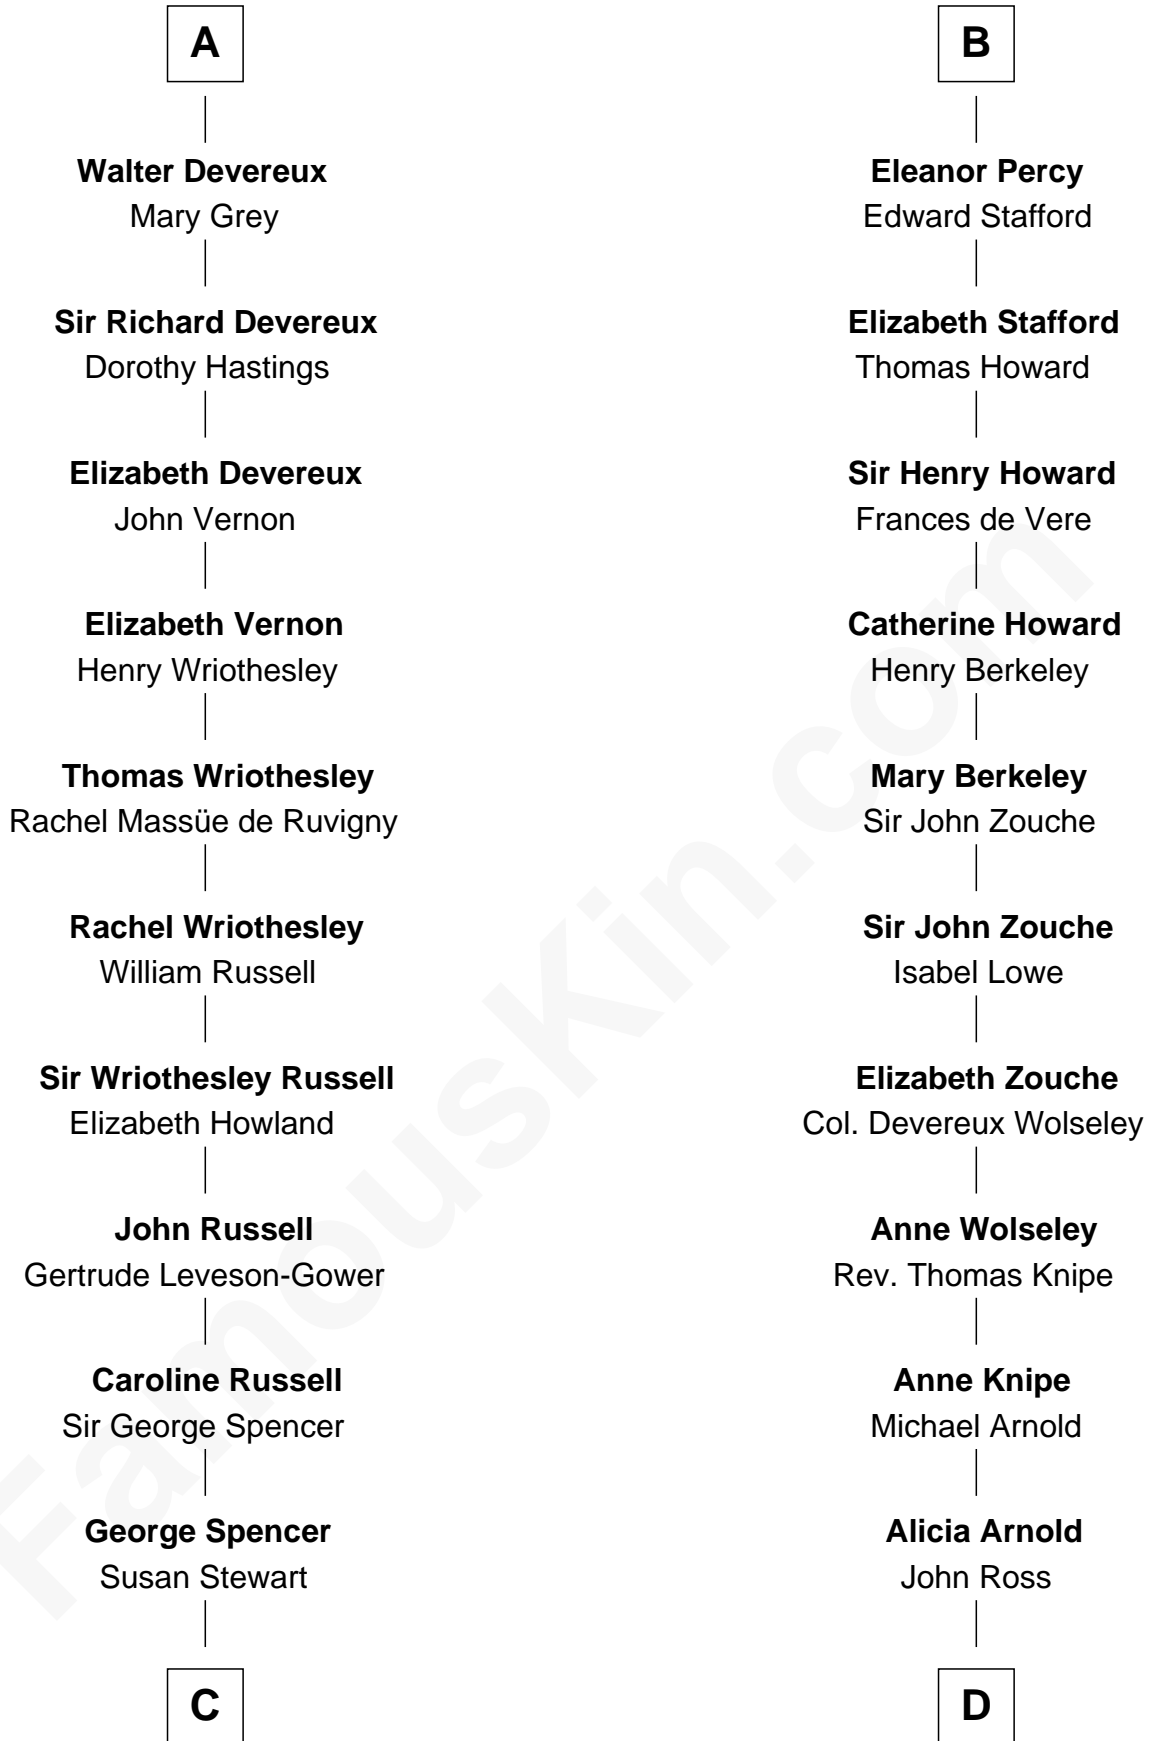 A
Walter Devereux
Mary Grey
Sir Richard Devereux
Dorothy Hastings
Elizabeth Devereux
John Vernon
Elizabeth Vernon
Henry Wriothesley
Thomas Wriothesley
Rachel Massüe de Ruvigny
Rachel Wriothesley
William Russell
Sir Wriothesley Russell
Elizabeth Howland
John Russell
Gertrude Leveson-Gower
Caroline Russell
Sir George Spencer
George Spencer
Susan Stewart
C
B
Eleanor Percy
Edward Stafford
Elizabeth Stafford
Thomas Howard
Sir Henry Howard
Frances de Vere
Catherine Howard
Henry Berkeley
Mary Berkeley
Sir John Zouche
Sir John Zouche
Isabel Lowe
Elizabeth Zouche
Col. Devereux Wolseley
Anne Wolseley
Rev. Thomas Knipe
Anne Knipe
Michael Arnold
Alicia Arnold
John Ross
D
FamousKin.com